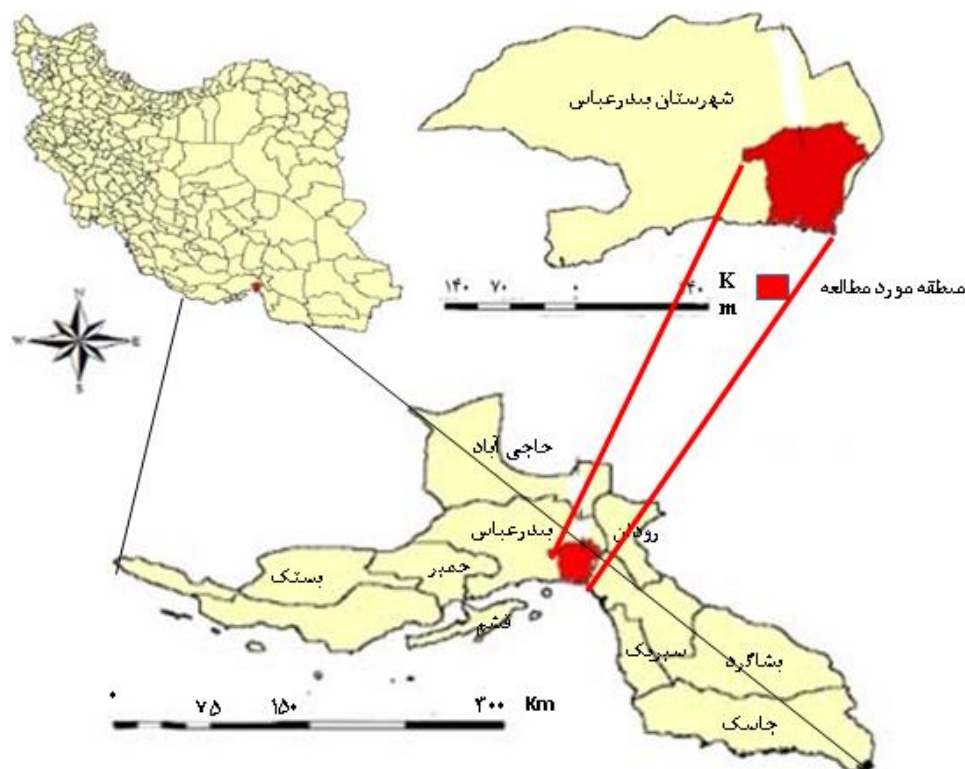 شهرستان بندرعباس
۱۴۰ ۷۰ ۰ ۱۴۰ K
m
منطقه مورد مطالعه
N
W E
S
حاجی آباد
بندرعباس
رودان
بستک
خمیر
قشم
سیریک
بشاگرد
جاسک
۰ ۷۵ ۱۵۰ ۳۰۰ Km